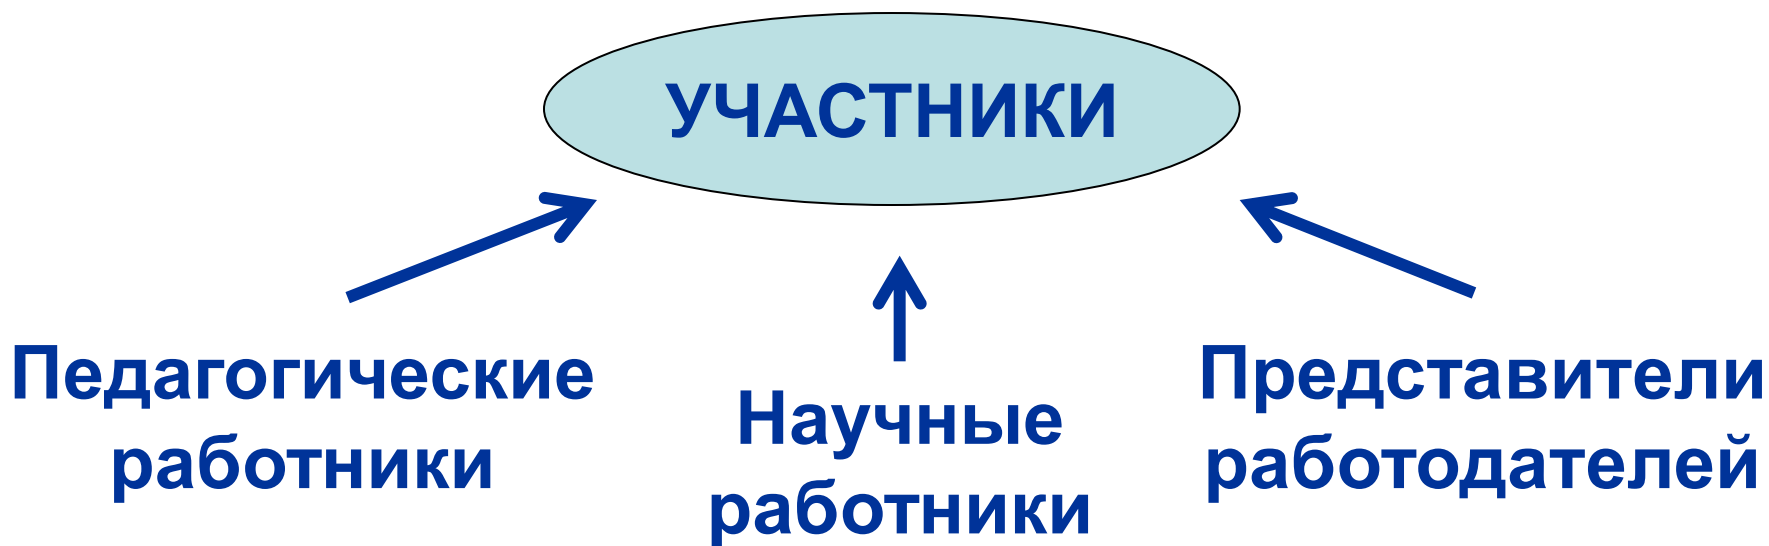 УЧАСТНИКИ
Педагогические
работники
Научные
работники
Представители
работодателей